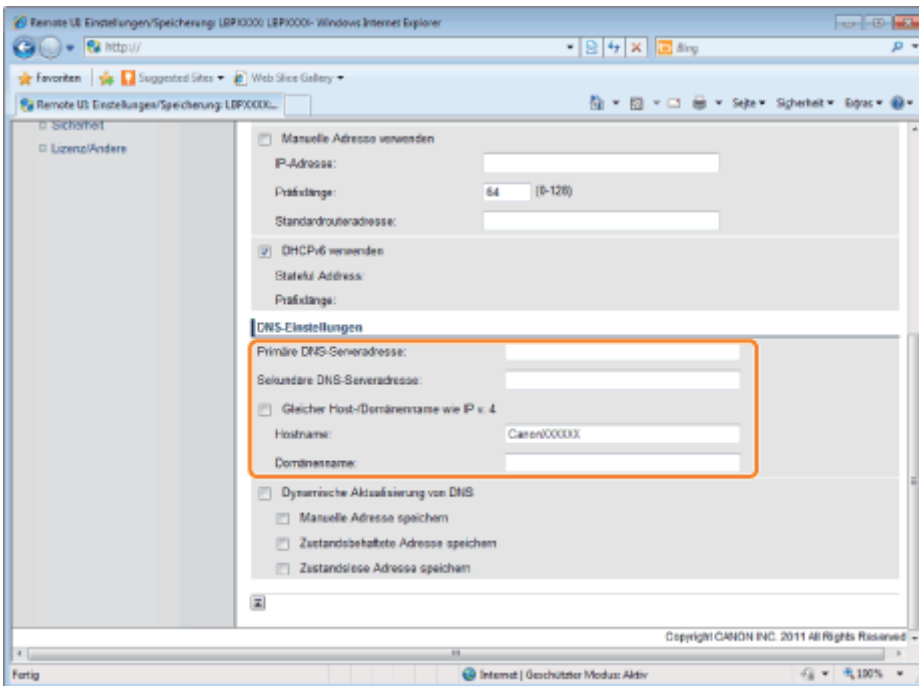 Remote UI: Einstellungen/Speicherung: LBPXXXX LBPXXXX- Windows Internet Explorer
http://
Bing
Favoriten Suggested Sites Web Slice Gallery
Remote UI: Einstellungen/Speicherung: LBPXXXX...
Seite Sicherheit Extras
Sicherheit
Lizenz/Andere
Manuelle Adresse verwenden
IP-Adresse:
Präfixlänge: 64 (0-128)
Standardrouteradresse:
DHCPv6 verwenden
Stateful Address:
Präfixlänge:
DNS-Einstellungen
Primäre DNS-Serveradresse:
Sekundäre DNS-Serveradresse:
Gleicher Host-/Domänenname wie IP v. 4
Hostname: CanonXXXXXX
Domänenname:
Dynamische Aktualisierung von DNS
Manuelle Adresse speichern
Zustandsbehaftete Adresse speichern
Zustandslose Adresse speichern
Copyright CANON INC. 2011 All Rights Reserved
Fertig Internet | Geschützter Modus: Aktiv 100%